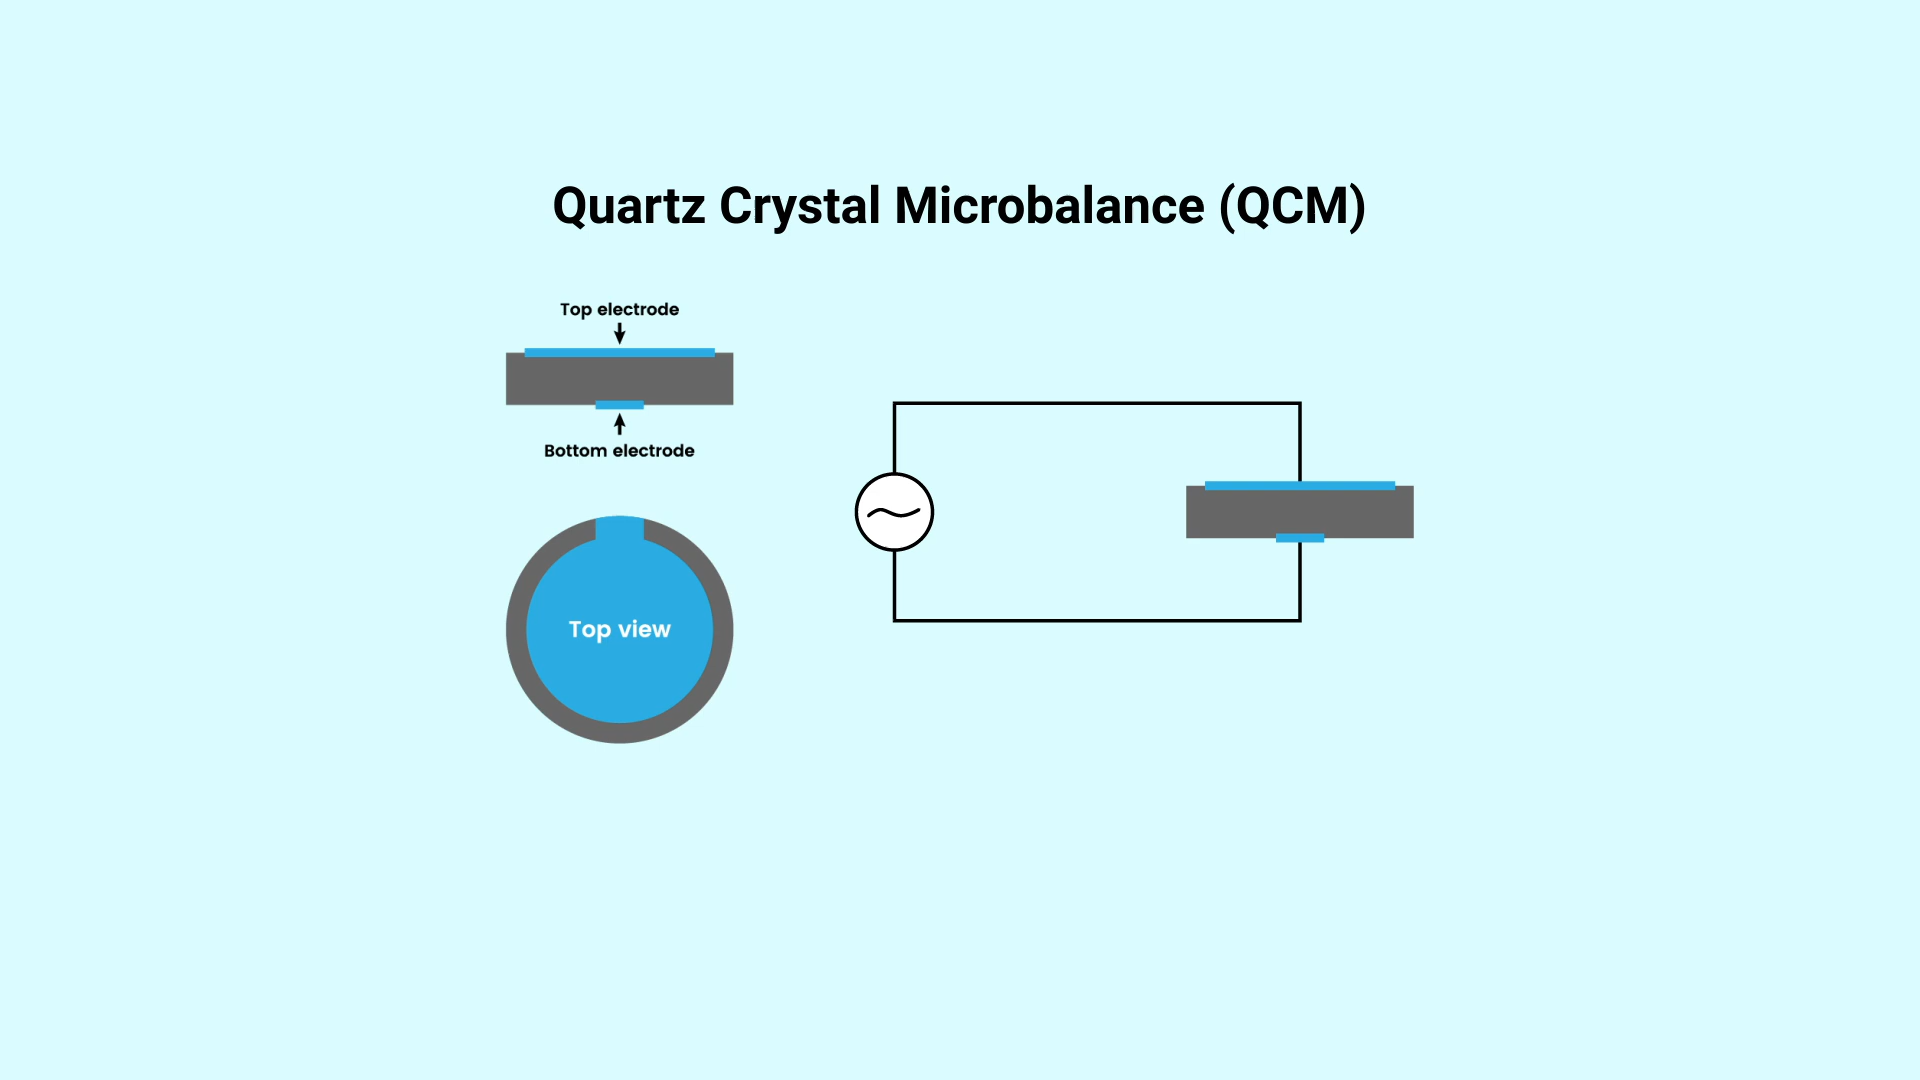 Quartz Crystal Microbalance (QCM)
Top electrode
Bottom electrode
Top view